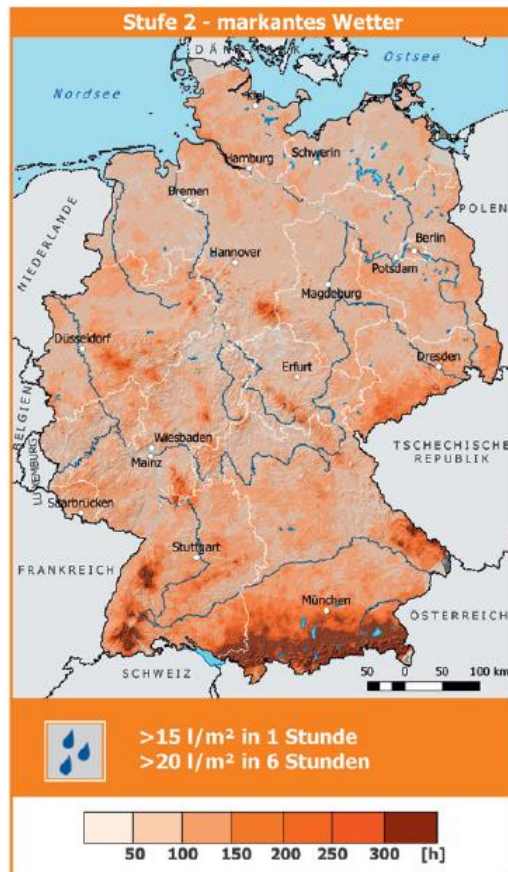 Stufe 2 - markantes Wetter
DÄNEMARK
Ostsee
Nordsee
Kiel
Hamburg
Schwerin
Bremen
POLEN
NIEDERLANDE
Berlin
Hannover
Potsdam
Magdeburg
Düsseldorf
Erfurt
Dresden
BELGIEN
TSCHECHISCHE
REPUBLIK
Wiesbaden
Mainz
LUXEMBURG
Saarbrücken
Stuttgart
FRANKREICH
München
ÖSTERREICH
SCHWEIZ
50 0 50 100 km
>15 l/m² in 1 Stunde
>20 l/m² in 6 Stunden
50 100 150 200 250 300 [h]